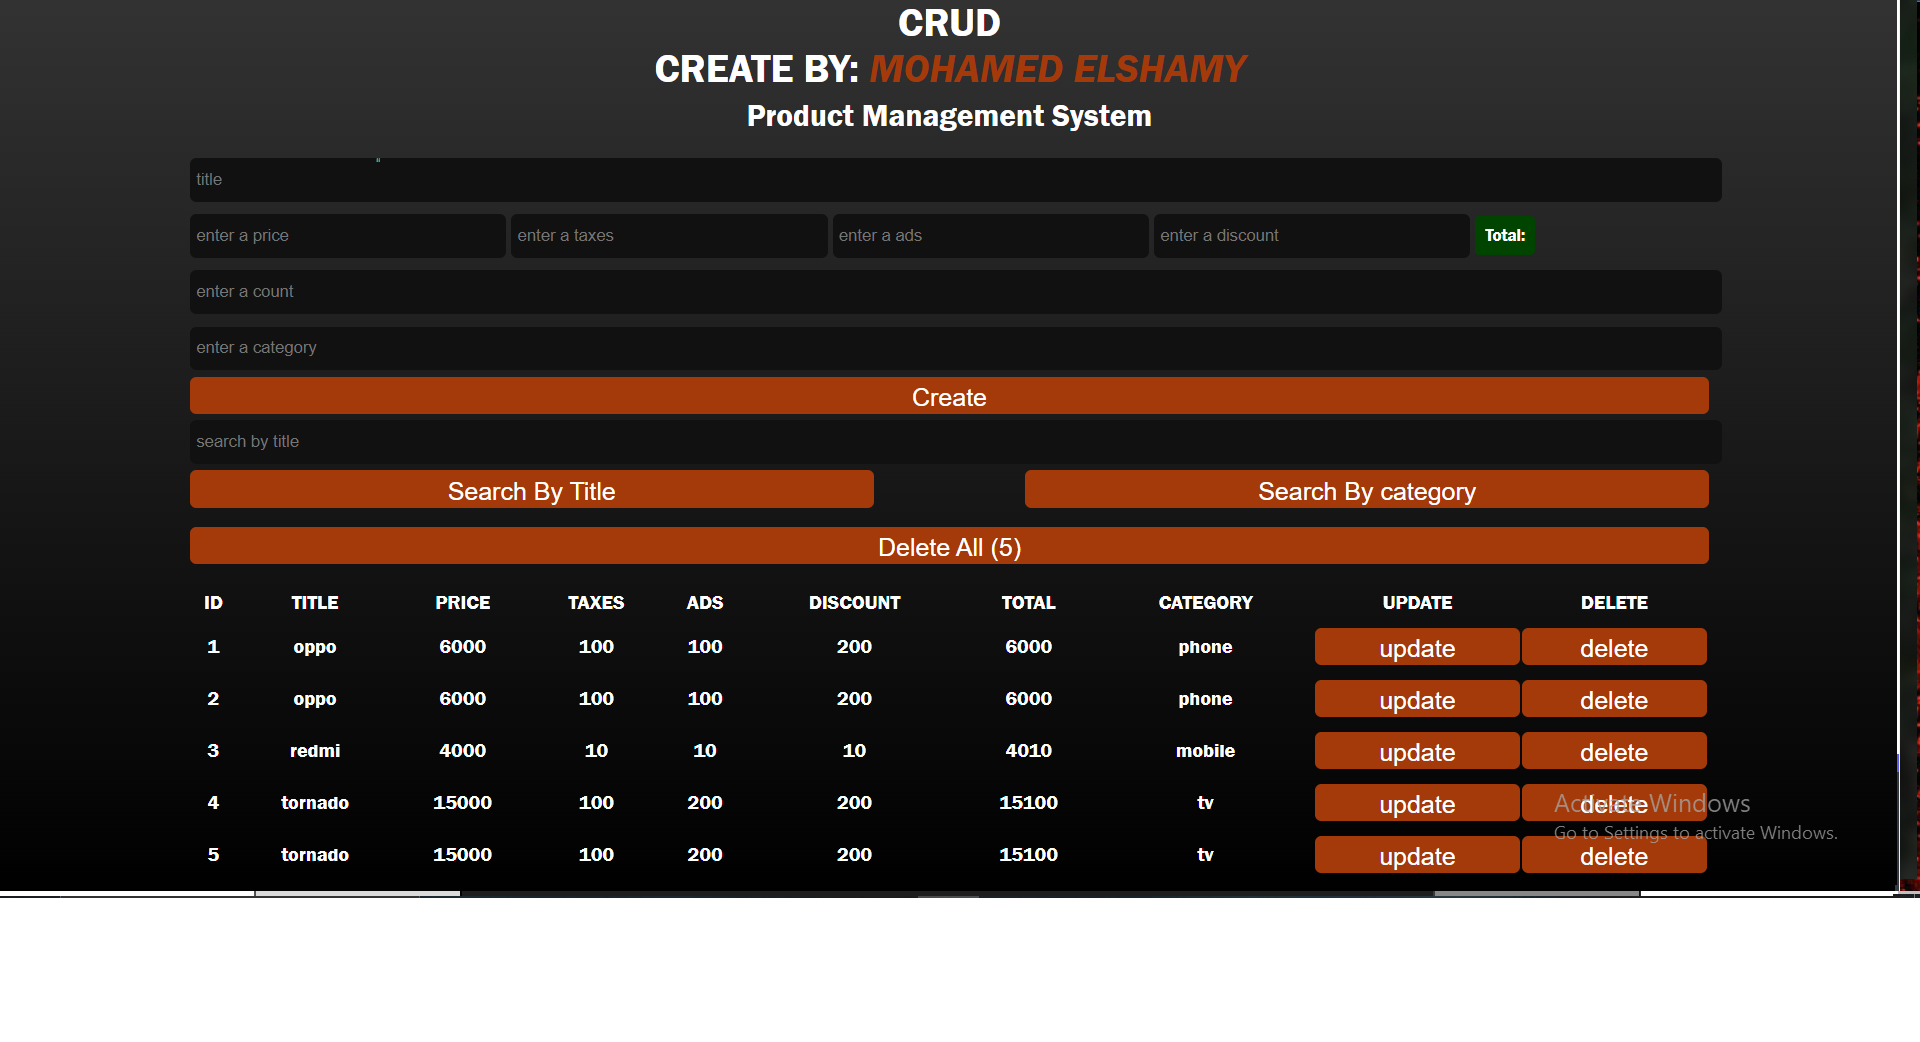 CRUD
CREATE BY: MOHAMED ELSHAMY
Product Management System
title
enter a price enter a taxes enter a ads enter a discount Total:
enter a count
enter a category
Create
search by title
Search By Title Search By category
Delete All (5)
ID TITLE PRICE TAXES ADS DISCOUNT TOTAL CATEGORY UPDATE DELETE
1 oppo 6000 100 100 200 6000 phone update delete
2 oppo 6000 100 100 200 6000 phone update delete
3 redmi 4000 10 10 10 4010 mobile update delete
4 tornado 15000 100 200 200 15100 tv update delete
Activate Windows
Go to Settings to activate Windows.
5 tornado 15000 100 200 200 15100 tv update delete